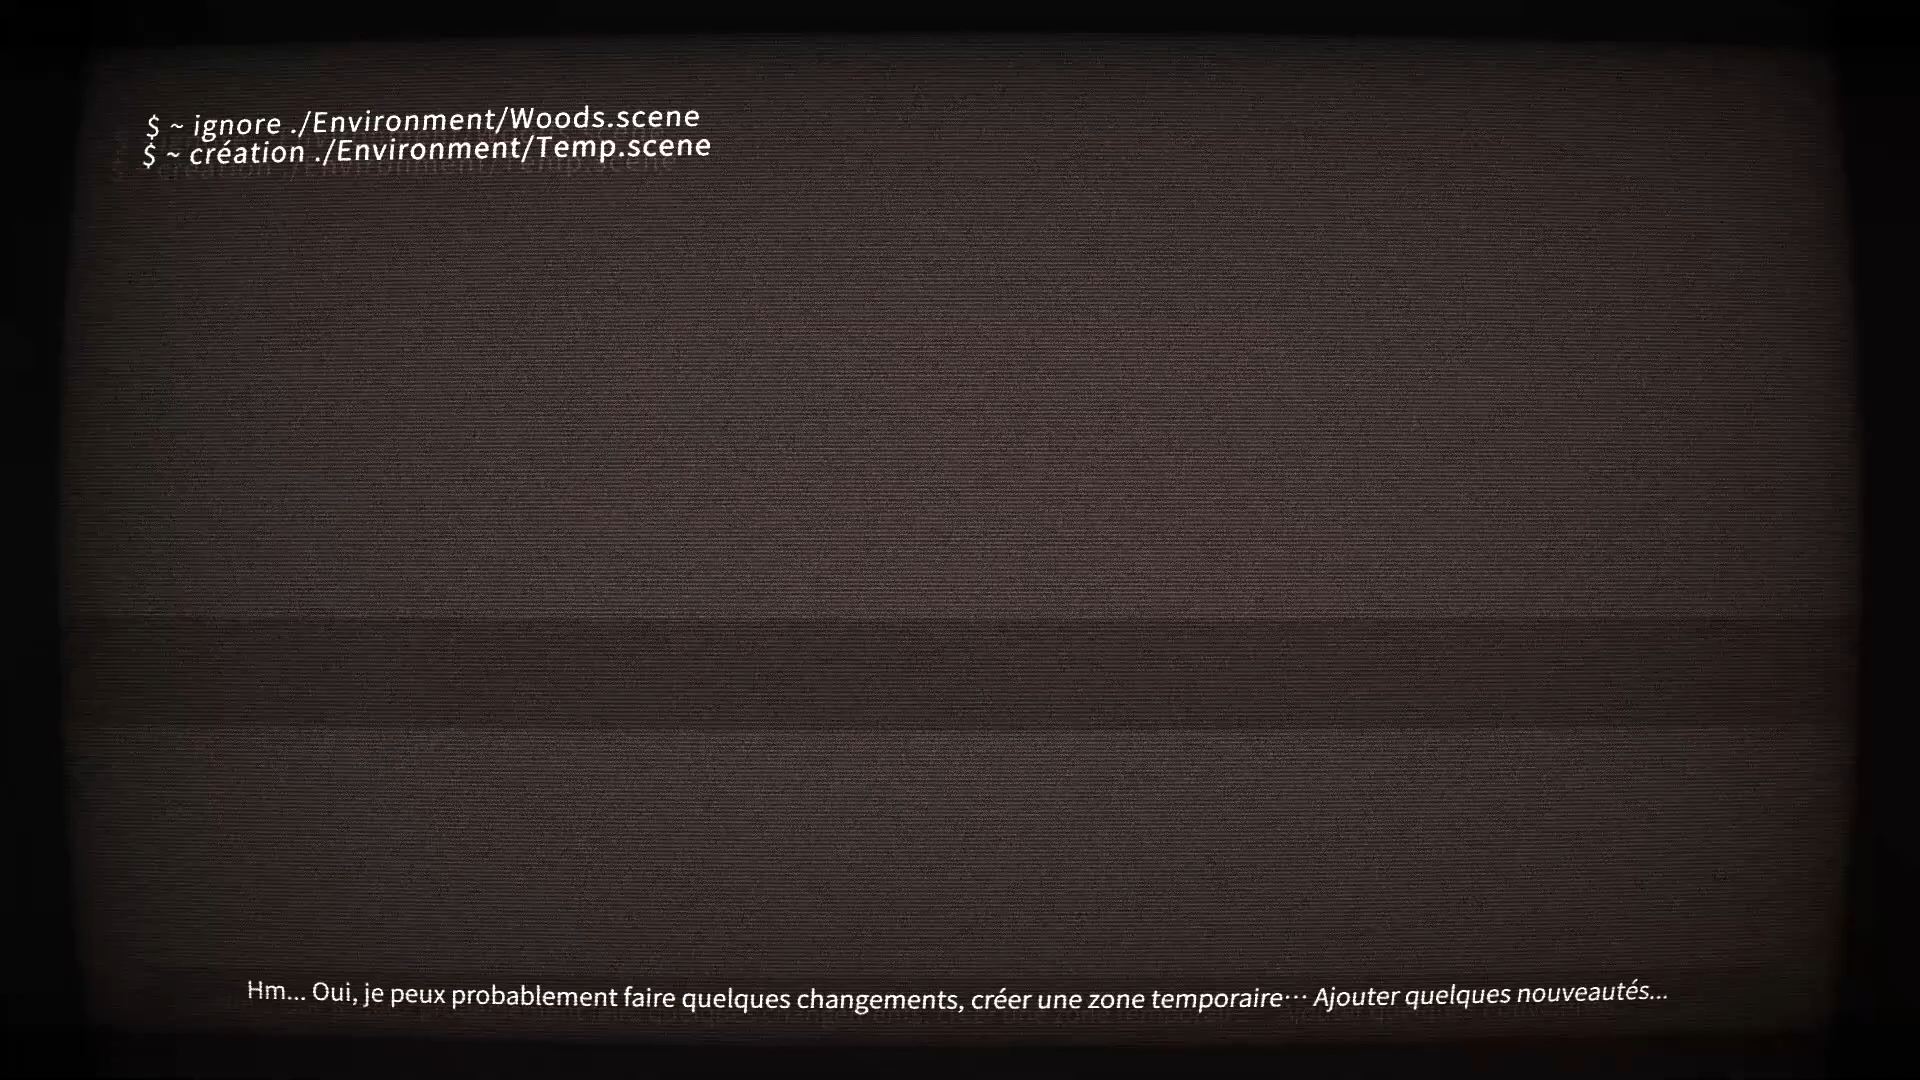 $ ~ ignore ./Environment/Woods.scene
$ ~ création ./Environment/Temp.scene
Hm... Oui, je peux probablement faire quelques changements, créer une zone temporaire… Ajouter quelques nouveautés...